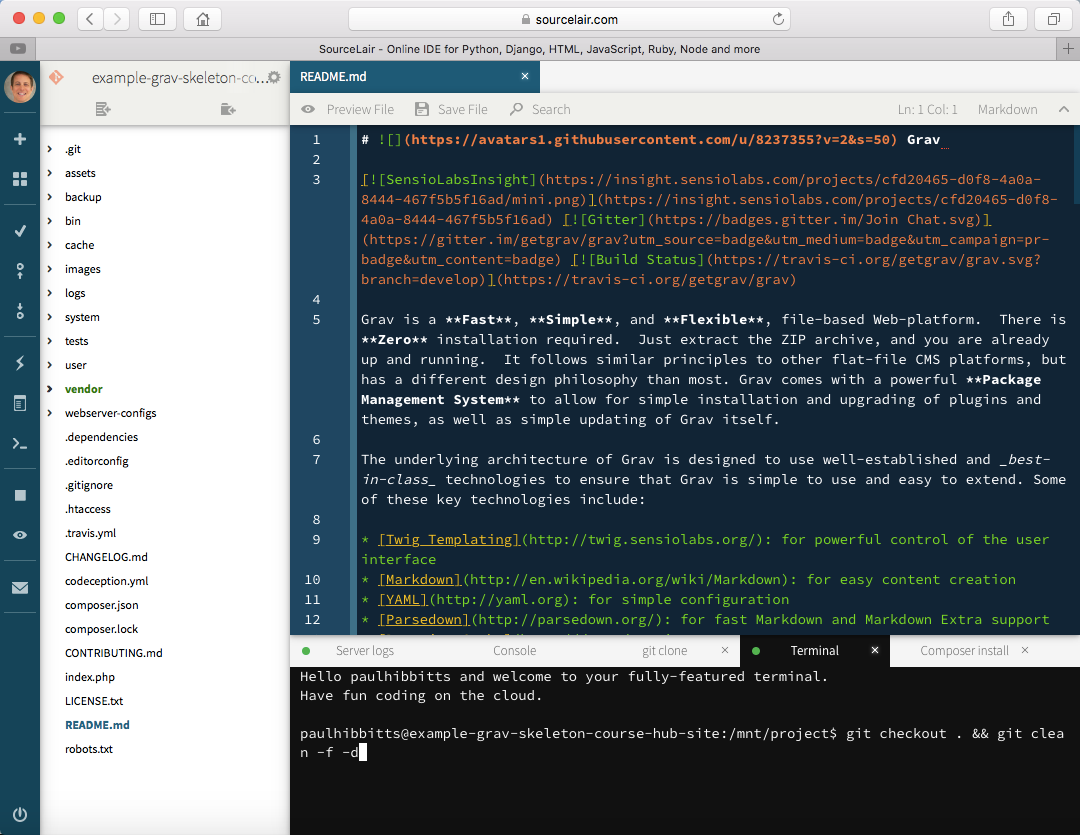 sourcelair.com
SourceLair - Online IDE for Python, Django, HTML, JavaScript, Ruby, Node and more
example-grav-skeleton-co...
.git
assets
backup
bin
cache
images
logs
system
tests
user
vendor
webserver-configs
.dependencies
.editorconfig
.gitignore
.htaccess
.travis.yml
CHANGELOG.md
codeception.yml
composer.json
composer.lock
CONTRIBUTING.md
index.php
LICENSE.txt
README.md
robots.txt
README.md ×
Preview File Save File Search Ln: 1 Col: 1 Markdown
1 # ![](https://avatars1.githubusercontent.com/u/8237355?v=2&s=50) Grav
2
3 [![SensioLabsInsight](https://insight.sensiolabs.com/projects/cfd20465-d0f8-4a0a-
8444-467f5b5f16ad/mini.png)](https://insight.sensiolabs.com/projects/cfd20465-d0f8-
4a0a-8444-467f5b5f16ad) [![Gitter](https://badges.gitter.im/Join Chat.svg)]
(https://gitter.im/getgrav/grav?utm_source=badge&utm_medium=badge&utm_campaign=pr-
badge&utm_content=badge) [![Build Status](https://travis-ci.org/getgrav/grav.svg?
branch=develop)](https://travis-ci.org/getgrav/grav)
4
5 Grav is a **Fast**, **Simple**, and **Flexible**, file-based Web-platform.  There is
**Zero** installation required.  Just extract the ZIP archive, and you are already
up and running.  It follows similar principles to other flat-file CMS platforms, but
has a different design philosophy than most. Grav comes with a powerful **Package
Management System** to allow for simple installation and upgrading of plugins and
themes, as well as simple updating of Grav itself.
6
7 The underlying architecture of Grav is designed to use well-established and _best-
in-class_ technologies to ensure that Grav is simple to use and easy to extend. Some
of these key technologies include:
8
9 * [Twig Templating](http://twig.sensiolabs.org/): for powerful control of the user
interface
10 * [Markdown](http://en.wikipedia.org/wiki/Markdown): for easy content creation
11 * [YAML](http://yaml.org): for simple configuration
12 * [Parsedown](http://parsedown.org/): for fast Markdown and Markdown Extra support
Server logs Console git clone × Terminal × Composer install ×
Hello paulhibbitts and welcome to your fully-featured terminal.
Have fun coding on the cloud.
paulhibbitts@example-grav-skeleton-course-hub-site:/mnt/project$ git checkout . && git clea
n -f -d